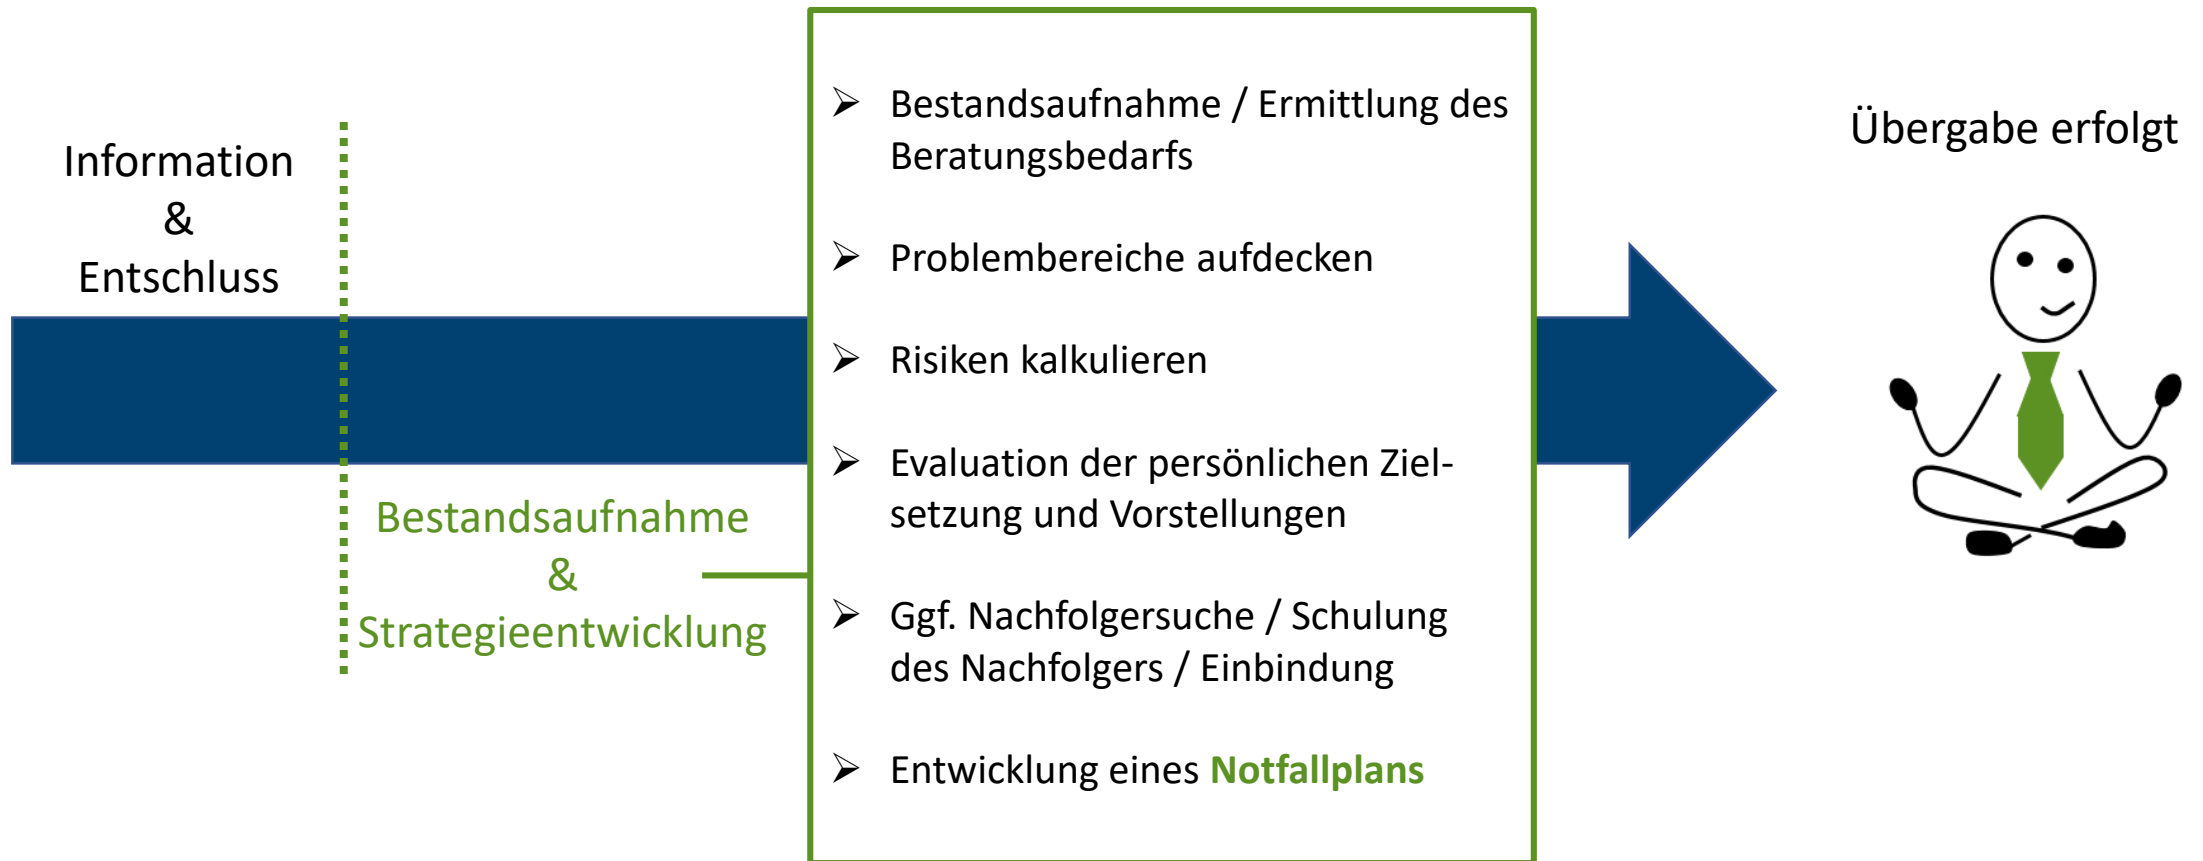 Information
&
Entschluss
Bestandsaufnahme
&
Strategieentwicklung
Bestandsaufnahme / Ermittlung des
Beratungsbedarfs
Problembereiche aufdecken
Risiken kalkulieren
Evaluation der persönlichen Ziel-
setzung und Vorstellungen
Ggf. Nachfolgersuche / Schulung
des Nachfolgers / Einbindung
Entwicklung eines Notfallplans
Übergabe erfolgt